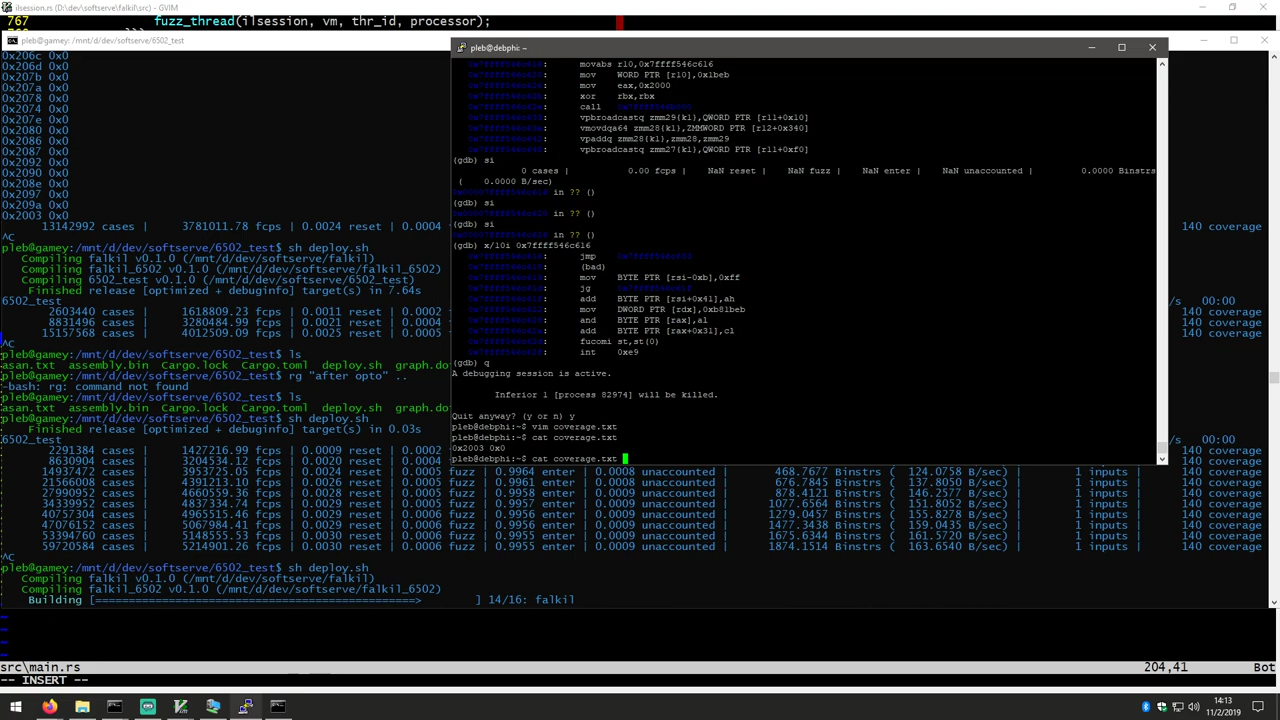 ilsession.rs (D:\dev\softserve\falkil\src) - GVIM
767 fuzz_thread(ilsession, vm, thr_id, processor);
pleb@gamey: /mnt/d/dev/softserve/6502_test
0x206c 0x0
0x206d 0x0
0x207b 0x0
0x207a 0x0
0x2078 0x0
0x2074 0x0
0x207e 0x0
0x2080 0x0
0x2086 0x0
0x2087 0x0
0x2092 0x0
0x2090 0x0
0x208e 0x0
0x2097 0x0
0x209a 0x0
0x2003 0x0
13142992 cases | 3781011.78 fcps | 0.0024 reset | 0.0004
140 coverage
^C
pleb@gamey:/mnt/d/dev/softserve/6502_test$ sh deploy.sh
Compiling falkil v0.1.0 (/mnt/d/dev/softserve/falkil)
Compiling falkil_6502 v0.1.0 (/mnt/d/dev/softserve/falkil_6502)
Compiling 6502_test v0.1.0 (/mnt/d/dev/softserve/6502_test)
Finished release [optimized + debuginfo] target(s) in 7.64s
6502_test /s 00:00
2603440 cases | 1618809.23 fcps | 0.0011 reset | 0.0002 140 coverage
8831496 cases | 3280484.99 fcps | 0.0021 reset | 0.0004 140 coverage
15157568 cases | 4012509.09 fcps | 0.0025 reset | 0.0005 140 coverage
^C
pleb@gamey:/mnt/d/dev/softserve/6502_test$ ls
asan.txt assembly.bin Cargo.lock Cargo.toml deploy.sh graph.do
pleb@gamey:/mnt/d/dev/softserve/6502_test$ rg "after opto" ..
-bash: rg: command not found
pleb@gamey:/mnt/d/dev/softserve/6502_test$ ls
asan.txt assembly.bin Cargo.lock Cargo.toml deploy.sh graph.do
pleb@gamey:/mnt/d/dev/softserve/6502_test$ sh deploy.sh
Finished release [optimized + debuginfo] target(s) in 0.03s
6502_test /s 00:00
2291384 cases | 1427216.99 fcps | 0.0009 reset | 0.0002 140 coverage
8630904 cases | 3204534.12 fcps | 0.0020 reset | 0.0004 140 coverage
14937472 cases | 3953725.05 fcps | 0.0025 reset | 0.0005 fuzz | 0.9964 enter | 0.0008 unaccounted | 468.7677 Binstrs ( 124.0758 B/sec) | 1 inputs | 140 coverage
21566008 cases | 4391213.10 fcps | 0.0026 reset | 0.0005 fuzz | 0.9961 enter | 0.0008 unaccounted | 676.7845 Binstrs ( 137.8050 B/sec) | 1 inputs | 140 coverage
27990952 cases | 4660559.36 fcps | 0.0028 reset | 0.0005 fuzz | 0.9958 enter | 0.0009 unaccounted | 878.4121 Binstrs ( 146.2577 B/sec) | 1 inputs | 140 coverage
34339952 cases | 4837334.74 fcps | 0.0029 reset | 0.0005 fuzz | 0.9957 enter | 0.0009 unaccounted | 1077.6564 Binstrs ( 151.8052 B/sec) | 1 inputs | 140 coverage
40757304 cases | 4965515.46 fcps | 0.0029 reset | 0.0006 fuzz | 0.9956 enter | 0.0009 unaccounted | 1279.0457 Binstrs ( 155.8278 B/sec) | 1 inputs | 140 coverage
47076152 cases | 5067984.41 fcps | 0.0030 reset | 0.0006 fuzz | 0.9956 enter | 0.0009 unaccounted | 1477.3438 Binstrs ( 159.0435 B/sec) | 1 inputs | 140 coverage
53394760 cases | 5148555.53 fcps | 0.0030 reset | 0.0006 fuzz | 0.9955 enter | 0.0009 unaccounted | 1675.6344 Binstrs ( 161.5720 B/sec) | 1 inputs | 140 coverage
59720584 cases | 5214901.26 fcps | 0.0030 reset | 0.0006 fuzz | 0.9955 enter | 0.0009 unaccounted | 1874.1514 Binstrs ( 163.6540 B/sec) | 1 inputs | 140 coverage
^C
pleb@gamey:/mnt/d/dev/softserve/6502_test$ sh deploy.sh
Compiling falkil v0.1.0 (/mnt/d/dev/softserve/falkil)
Compiling falkil_6502 v0.1.0 (/mnt/d/dev/softserve/falkil_6502)
Building [=================================================> ] 14/16: falkil
pleb@debphi: ~
movabs r10,0x7ffff546c616
mov WORD PTR [r10],0x1beb
mov eax,0x2000
xor rbx,rbx
call
vpbroadcastq zmm29{k1},QWORD PTR [r11+0x10]
vmovdqa64 zmm28{k1},ZMMWORD PTR [r12+0x340]
vpaddq zmm28{k1},zmm28,zmm29
vpbroadcastq zmm27{k1},QWORD PTR [r11+0xf0]
(gdb) si
0 cases | 0.00 fcps | NaN reset | NaN fuzz | NaN enter | NaN unaccounted | 0.0000 Binstrs
( 0.0000 B/sec)
in ?? ()
(gdb) si
in ?? ()
(gdb) si
in ?? ()
(gdb) x/10i 0x7ffff546c616
jmp
(bad)
mov BYTE PTR [rsi-0xb],0xff
jg
add BYTE PTR [rsi+0x41],ah
mov DWORD PTR [rdx],0xb81beb
and BYTE PTR [rax],al
add BYTE PTR [rax+0x31],cl
fucomi st,st(0)
int 0xe9
(gdb) q
A debugging session is active.
Inferior 1 [process 82974] will be killed.
Quit anyway? (y or n) y
pleb@debphi:~$ vim coverage.txt
pleb@debphi:~$ cat coverage.txt
0x2003 0x0
pleb@debphi:~$ cat coverage.txt
~
~
~
~
src\main.rs 204,41 Bot
-- INSERT --
14:13
11/2/2019